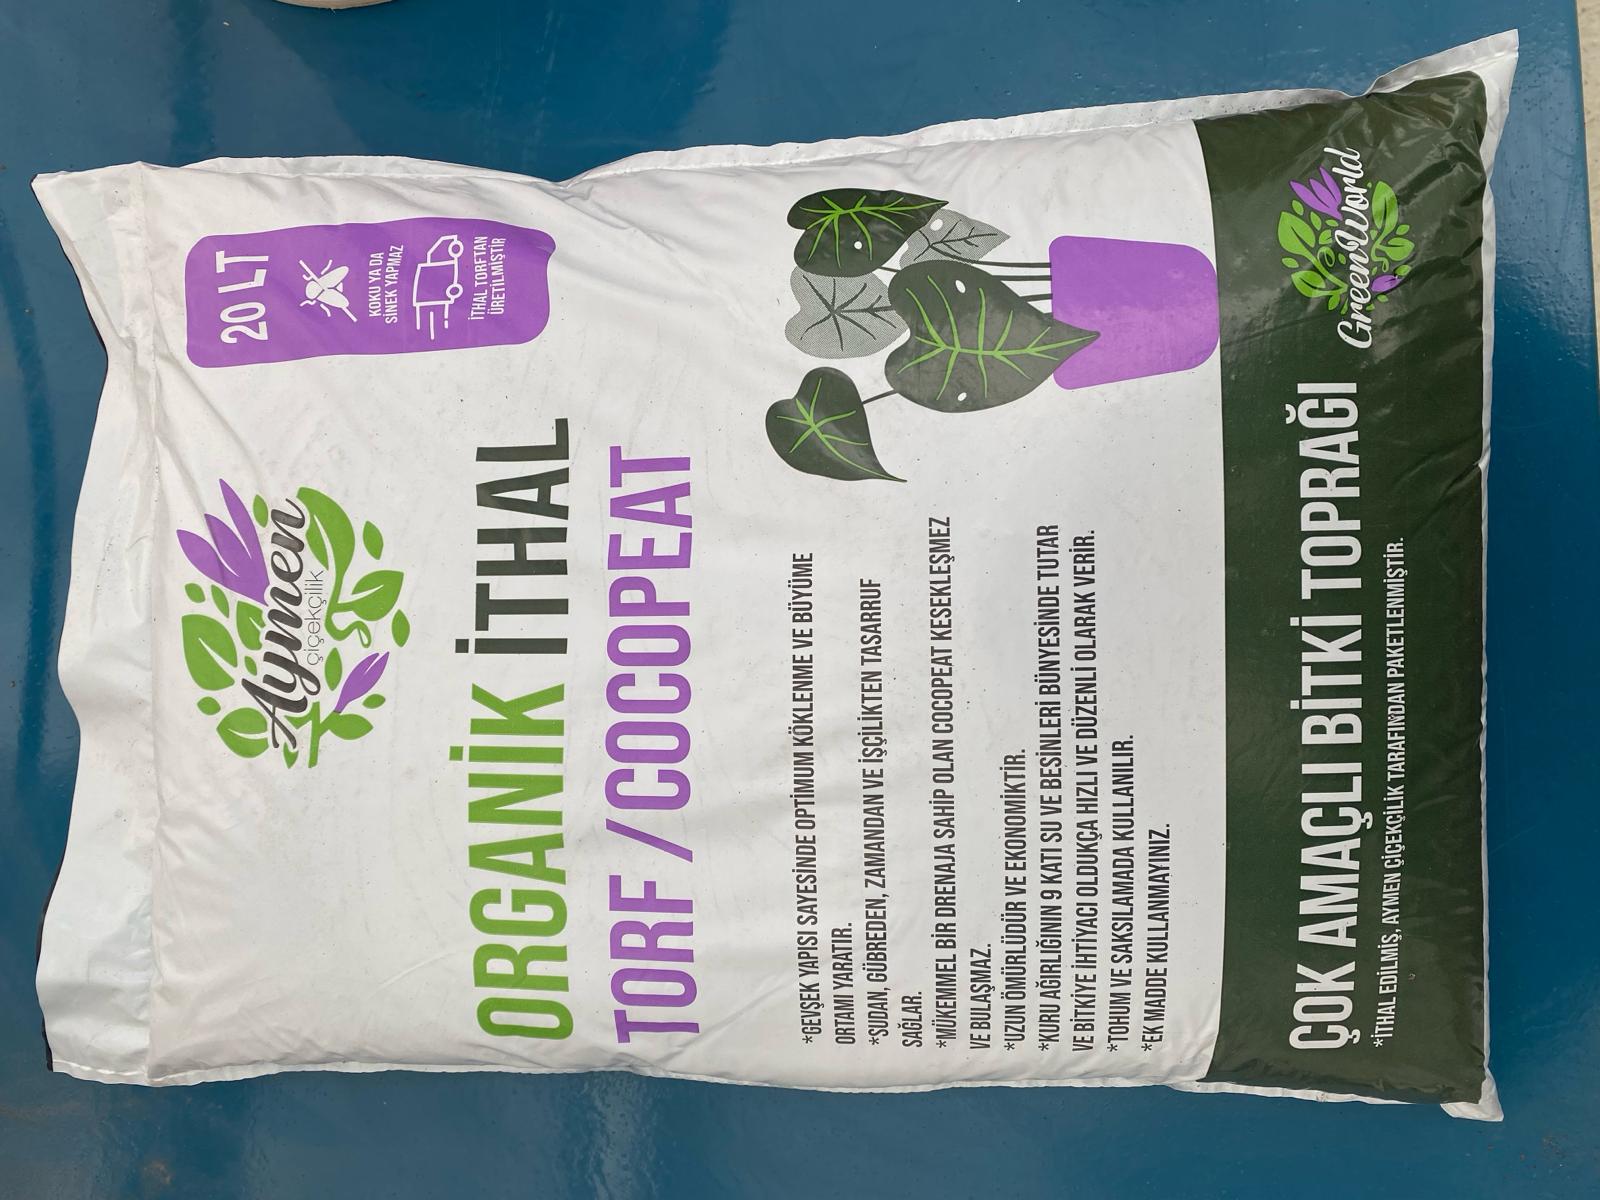 20 LT
KOKU YA DA
SİNEK YAPMAZ
İTHAL TORFTAN
ÜRETİLMİŞTİR
Aymen
çiçekçilik
ORGANİK İTHAL
TORF / COCOPEAT
*GEVŞEK YAPISI SAYESİNDE OPTİMUM KÖKLENME VE BÜYÜME
ORTAMI YARATIR.
*SUDAN, GÜBREDEN, ZAMANDAN VE İŞÇİLİKTEN TASARRUF
SAĞLAR.
*MÜKEMMEL BİR DRENAJA SAHİP OLAN COCOPEAT KESEKLEŞMEZ
VE BULAŞMAZ.
*UZUN ÖMÜRLÜDÜR VE EKONOMİKTİR.
*KURU AĞIRLIĞININ 9 KATI SU VE BESİNLERİ BÜNYESİNDE TUTAR
VE BİTKİYE İHTİYACI OLDUKÇA HIZLI VE DÜZENLİ OLARAK VERİR.
*TOHUM VE SAKSILAMADA KULLANILIR.
*EK MADDE KULLANMAYINIZ.
ÇOK AMAÇLI BİTKİ TOPRAĞI
*İTHAL EDİLMİŞ, AYMEN ÇİÇEKÇİLİK TARAFINDAN PAKETLENMİŞTİR.
GreenWorld